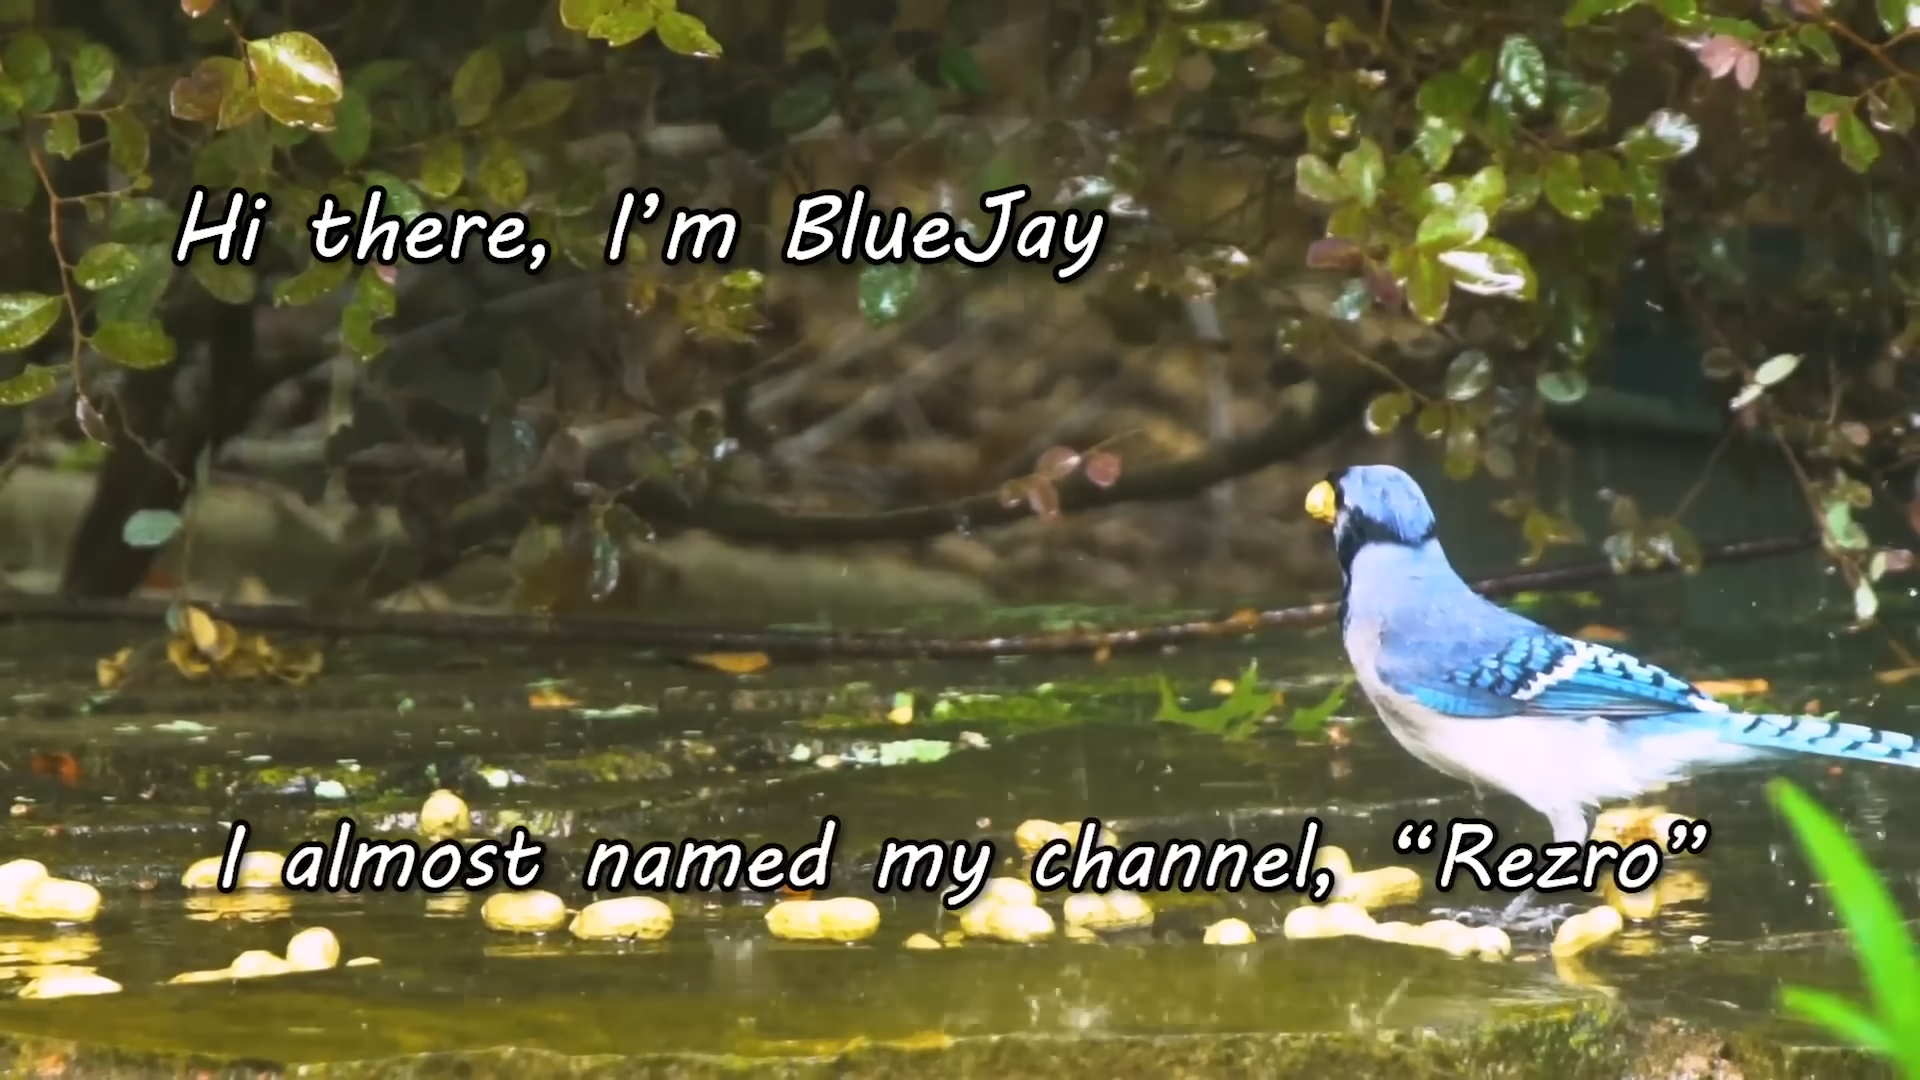 Hi there, I’m BlueJay
I almost named my channel, “Rezro”